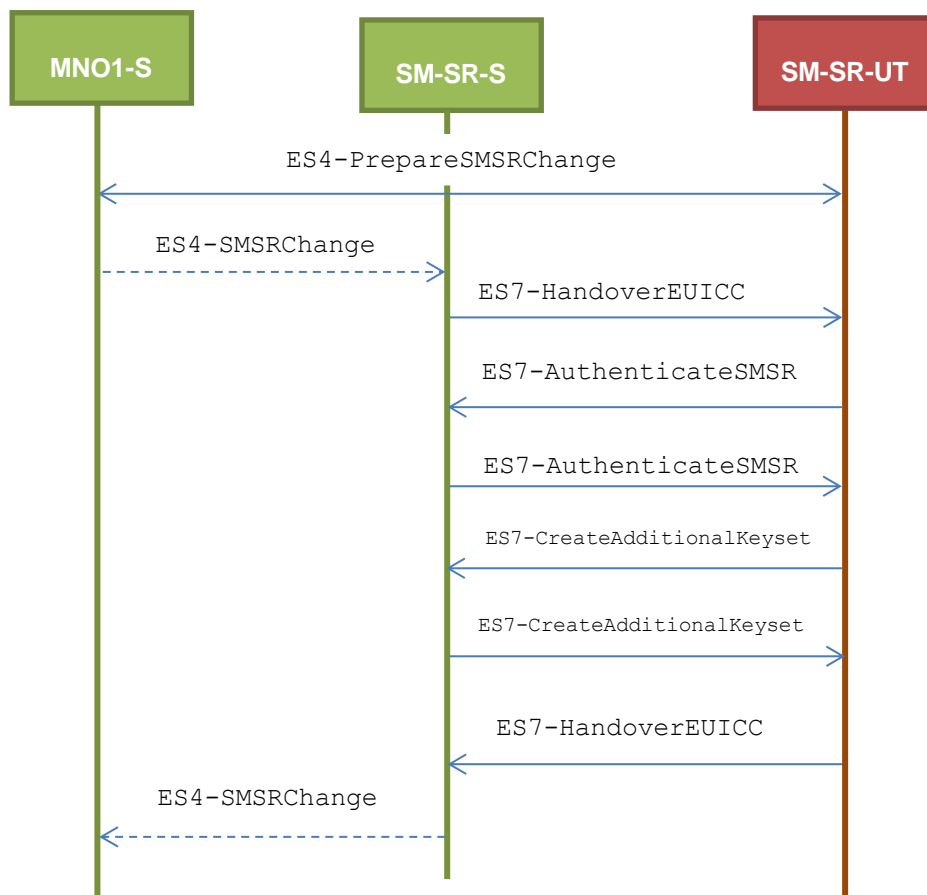 MNO1-S
SM-SR-S
SM-SR-UT
ES4-PrepareSMSRChange
ES4-SMSRChange
ES7-HandoverEUICC
ES7-AuthenticateSMSR
ES7-AuthenticateSMSR
ES7-CreateAdditionalKeyset
ES7-CreateAdditionalKeyset
ES7-HandoverEUICC
ES4-SMSRChange